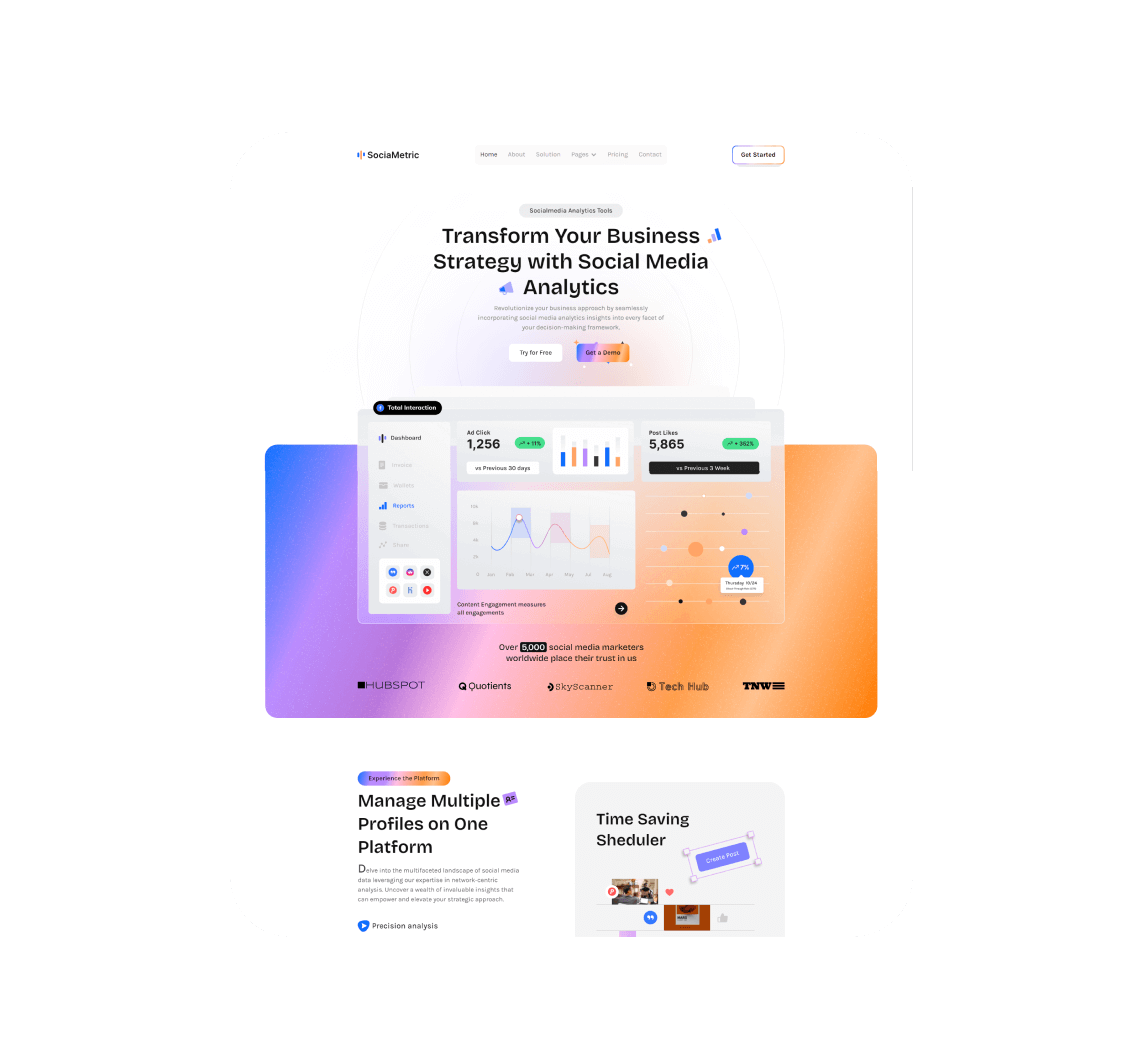 SociaMetric
Home About Solution Pages Pricing Contact
Get Started
Socialmedia Analytics Tools
Transform Your Business
Strategy with Social Media
Analytics
Revolutionize your business approach by seamlessly
incorporating social media analytics insights into every facet of
your decision-making framework.
Try for Free
Get a Demo
Total Interaction
Dashboard
Invoice
Wallets
Reports
Transactions
Share
Ad Click
1,256
+ 11%
vs Previous 30 days
Post Likes
5,865
+ 362%
vs Previous 3 Week
10k
8k
4k
2k
0 Jan Feb Mar Apr May Jul Aug
Content Engagement measures
all engagements
7%
Thursday 10/24
Over 5,000 social media marketers
worldwide place their trust in us
HUBSPOT
Quotients
SkyScanner
Tech Hub
TNW
Experience the Platform
Manage Multiple
Profiles on One
Platform
Delve into the multifaceted landscape of social media
data leveraging our expertise in network-centric
analysis. Uncover a wealth of invaluable insights that
can empower and elevate your strategic approach.
Precision analysis
Time Saving
Sheduler
Create Post